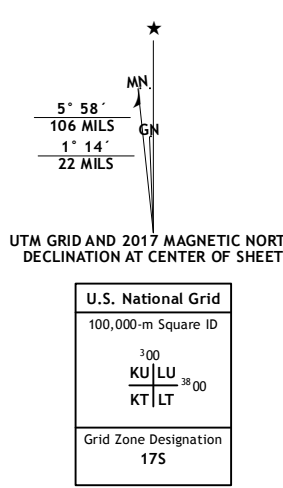 ★
MN
5° 58´
106 MILS
GN
1° 14´
22 MILS
UTM GRID AND 2017 MAGNETIC NORT
DECLINATION AT CENTER OF SHEET
U.S. National Grid
100,000-m Square ID
³00
KU LU
³⁸00
KT LT
Grid Zone Designation
17S